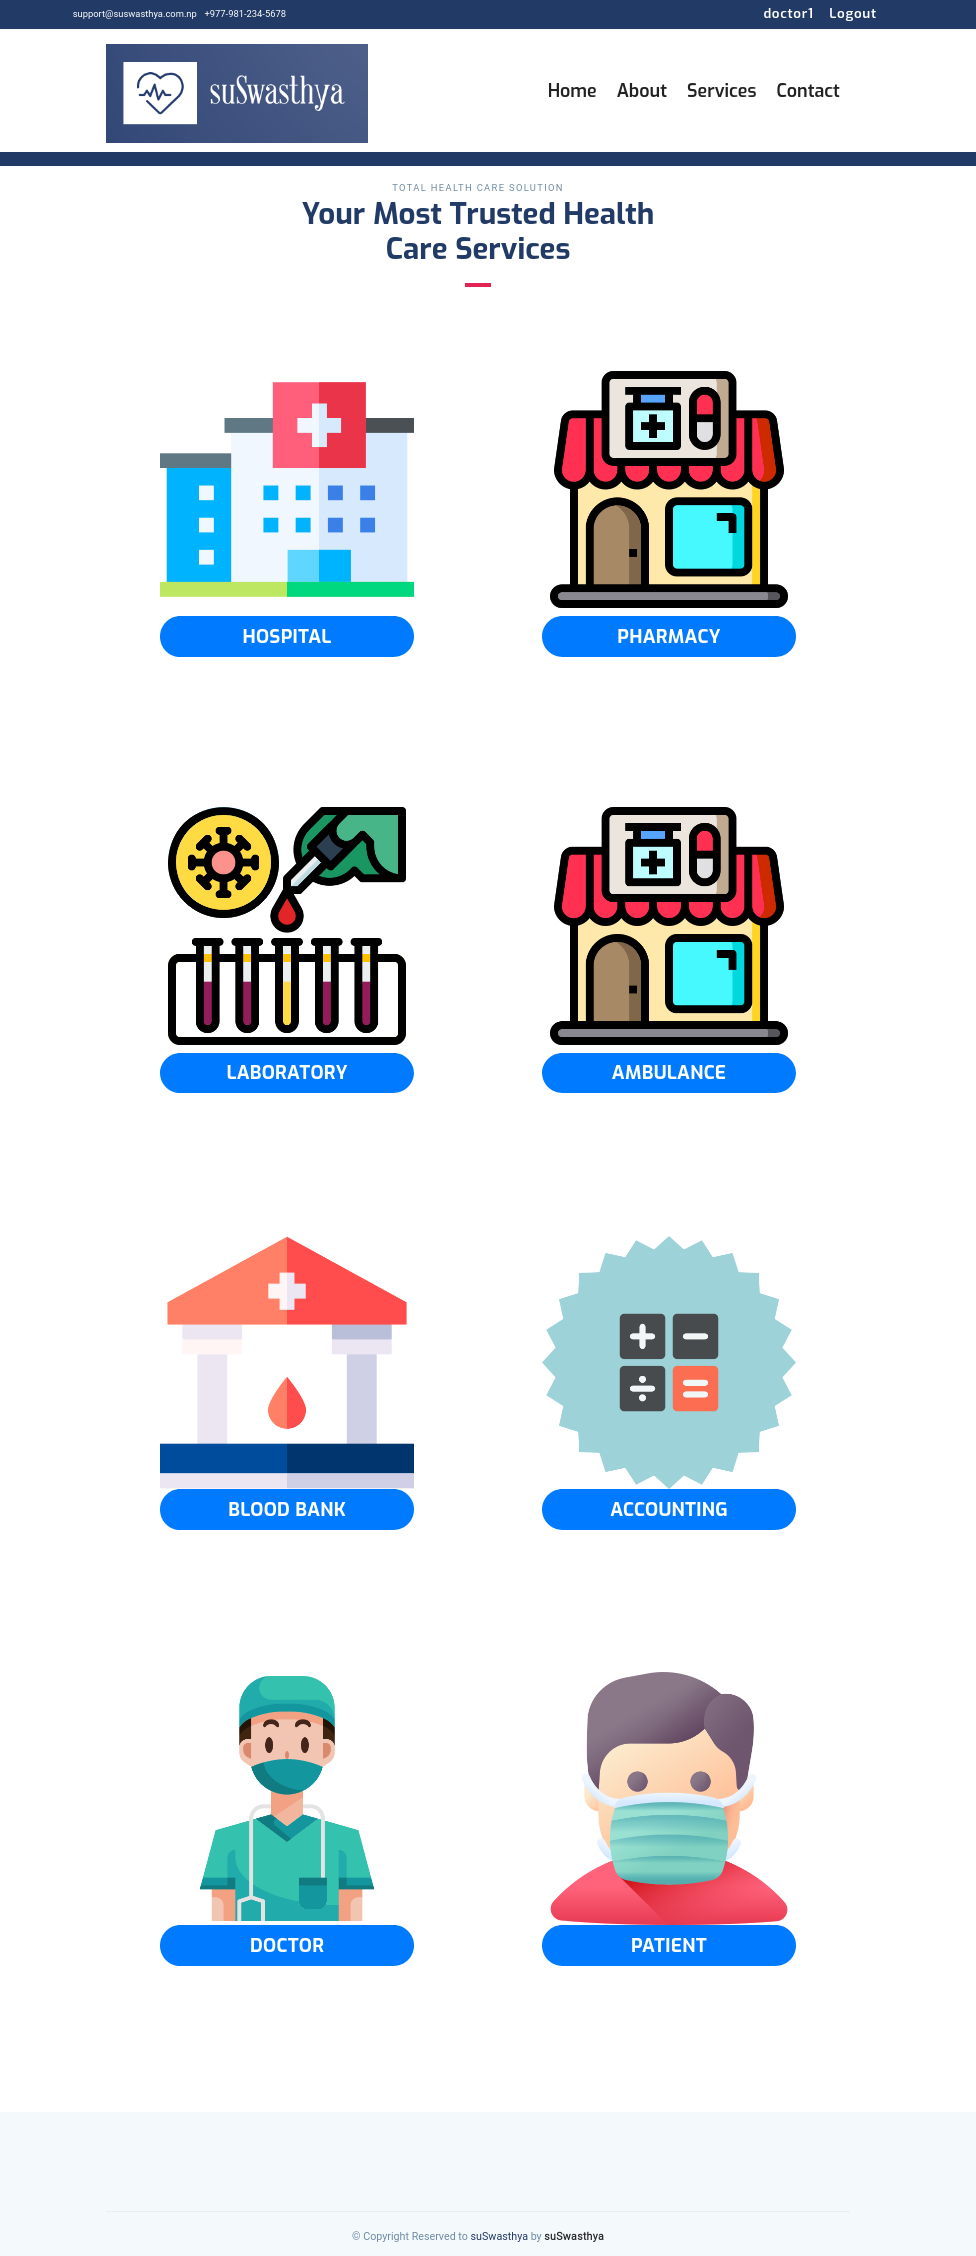 support@suswasthya.com.np +977-981-234-5678
doctor1 Logout
suSwasthya
Home About Services Contact
TOTAL HEALTH CARE SOLUTION
Your Most Trusted Health
Care Services
HOSPITAL
PHARMACY
LABORATORY
AMBULANCE
BLOOD BANK
ACCOUNTING
DOCTOR
PATIENT
© Copyright Reserved to suSwasthya by suSwasthya